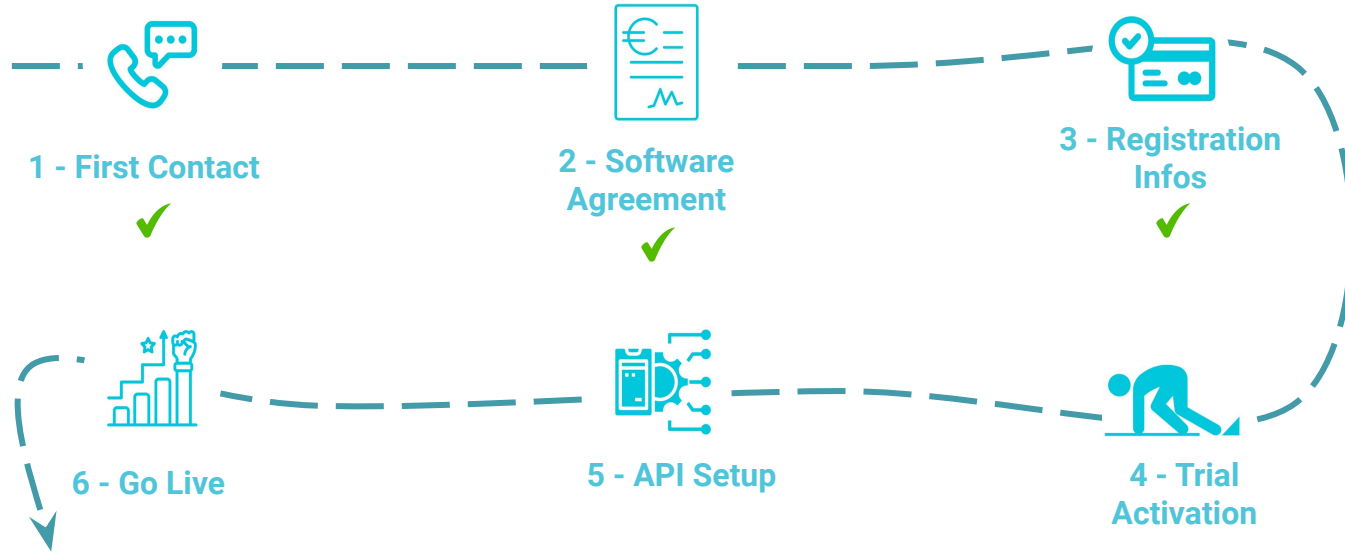 1 - First Contact
2 - Software
Agreement
3 - Registration
Infos
4 - Trial
Activation
5 - API Setup
6 - Go Live